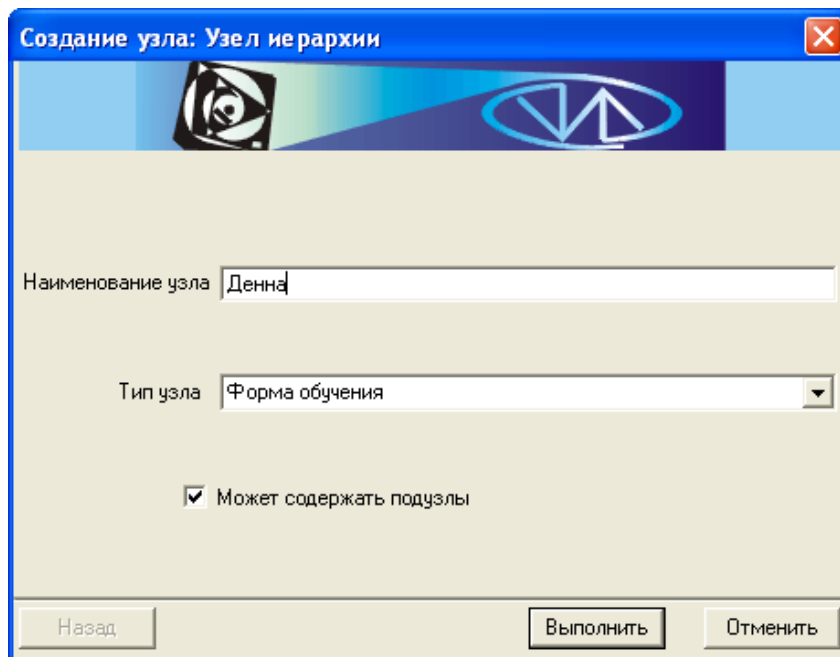 Создание узла: Узел иерархии
Наименование узла Денна
Тип узла Форма обучения
Может содержать подузлы
Назад Выполнить Отменить